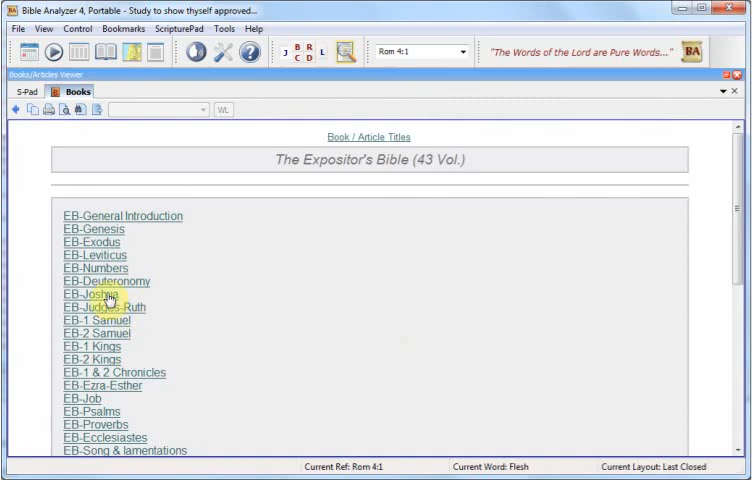 Bible Analyzer 4, Portable - Study to show thyself approved...
File View Control Bookmarks ScripturePad Tools Help
J B R C D L Rom 4:1 "The Words of the Lord are Pure Words..." BA
Books/Articles Viewer
S-Pad Books
WL
Book / Article Titles
The Expositor's Bible (43 Vol.)
EB-General Introduction
EB-Genesis
EB-Exodus
EB-Leviticus
EB-Numbers
EB-Deuteronomy
EB-Joshua
EB-Judges-Ruth
EB-1 Samuel
EB-2 Samuel
EB-1 Kings
EB-2 Kings
EB-1 & 2 Chronicles
EB-Ezra-Esther
EB-Job
EB-Psalms
EB-Proverbs
EB-Ecclesiastes
EB-Song & lamentations
Current Ref: Rom 4:1 Current Word: Flesh Current Layout: Last Closed